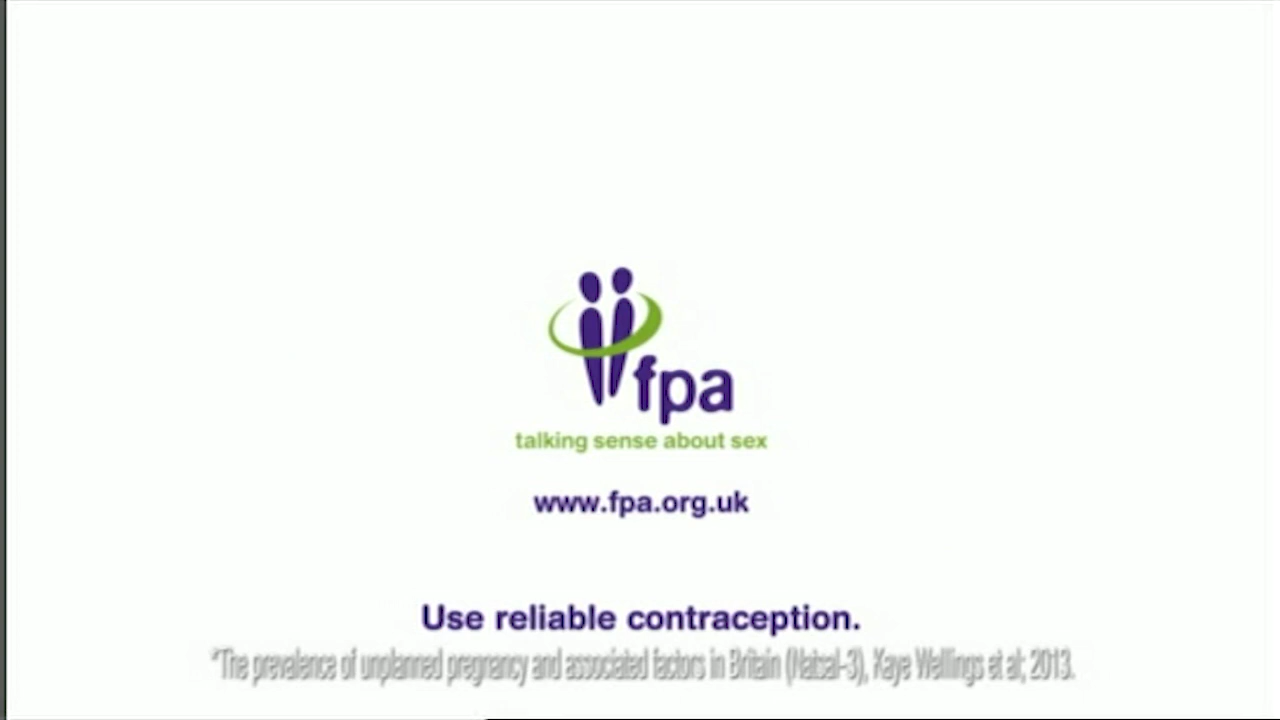 fpa
talking sense about sex
www.fpa.org.uk
Use reliable contraception.
*The prevalence of unplanned pregnancy and associated factors in Britain (Natsal-3), Kaye Wellings et al; 2013.